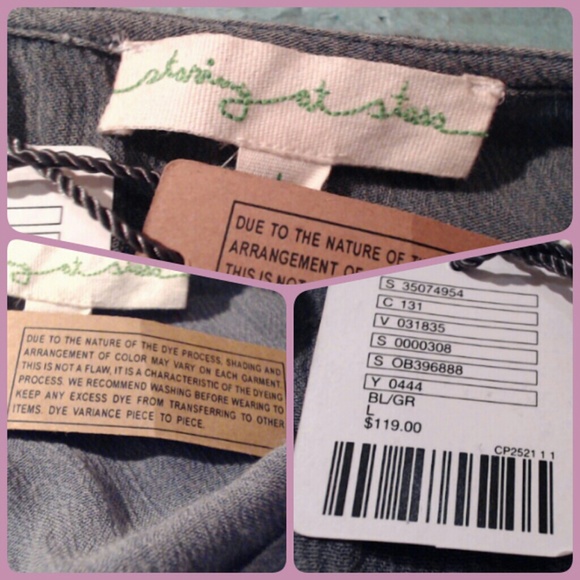 staring at stars
L
DUE TO THE NATURE OF T
ARRANGEMENT OF
THIS IS NOT
at stars
DUE TO THE NATURE OF THE DYE PROCESS, SHADING AND
ARRANGEMENT OF COLOR MAY VARY ON EACH GARMENT.
THIS IS NOT A FLAW, IT IS A CHARACTERISTIC OF THE DYEING
PROCESS. WE RECOMMEND WASHING BEFORE WEARING TO
KEEP ANY EXCESS DYE FROM TRANSFERING TO OTHER
ITEMS. DYE VARIANCE PIECE TO PIECE.
S 35074954
C 131
V 031835
S 0000308
S OB396888
Y 0444
BL/GR
L
$119.00
CP2521 1 1